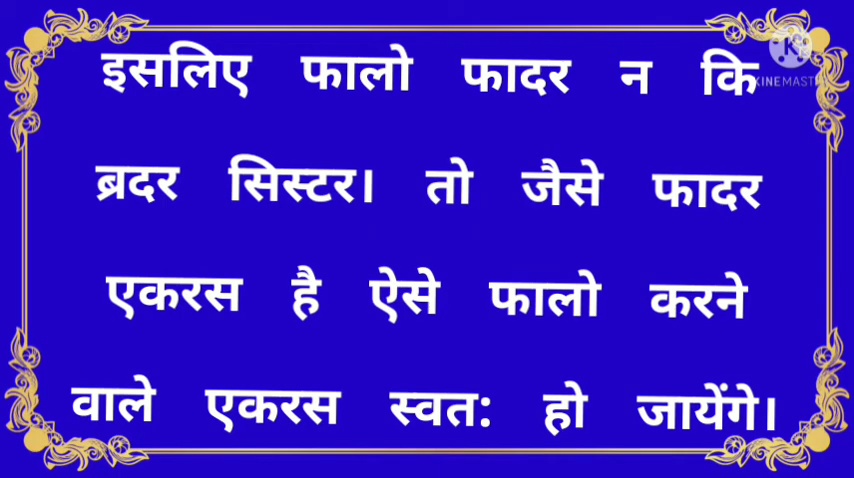 इसलिए फालो फादर न कि
ब्रदर सिस्टर। तो जैसे फादर
एकरस है ऐसे फालो करने
वाले एकरस स्वत: हो जायेंगे।